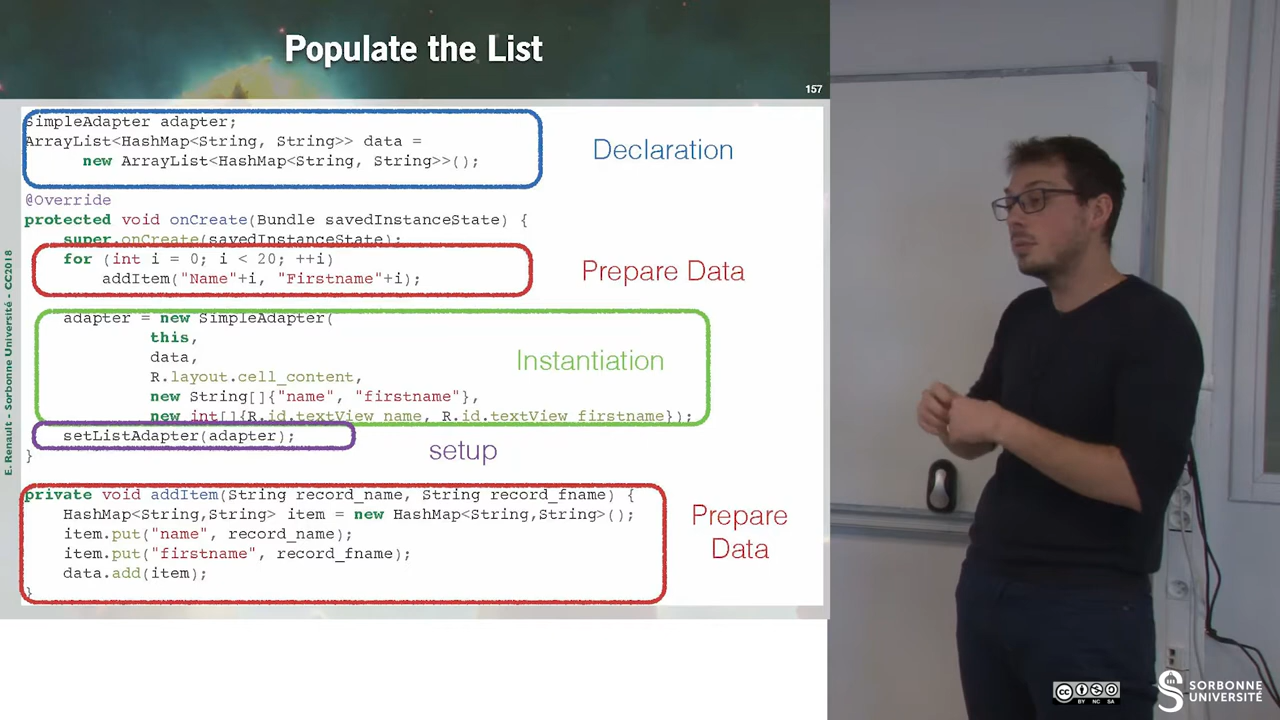 Populate the List
157
SimpleAdapter adapter;
ArrayList<HashMap<String, String>> data =
new ArrayList<HashMap<String, String>>();
Declaration
@Override
protected void onCreate(Bundle savedInstanceState) {
super.onCreate(savedInstanceState);
for (int i = 0; i < 20; ++i)
addItem("Name"+i, "Firstname"+i);
Prepare Data
adapter = new SimpleAdapter(
this,
data,
R.layout.cell_content,
new String[]{"name", "firstname"},
new int[]{R.id.textView_name, R.id.textView_firstname});
Instantiation
setListAdapter(adapter);
setup
}
private void addItem(String record_name, String record_fname) {
HashMap<String,String> item = new HashMap<String,String>();
item.put("name", record_name);
item.put("firstname", record_fname);
data.add(item);
}
Prepare
Data
E. Renault - Sorbonne Université - CC2018
CC BY NC SA
SORBONNE
UNIVERSITÉ